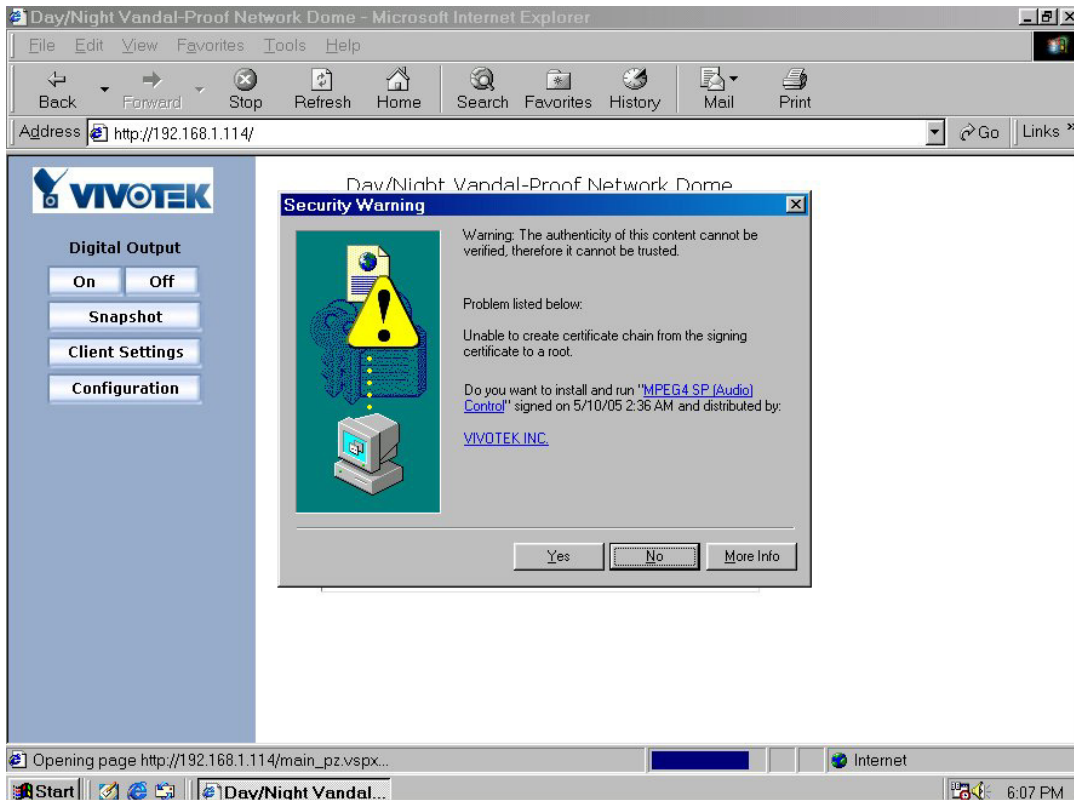 Day/Night Vandal-Proof Network Dome - Microsoft Internet Explorer
File Edit View Favorites Tools Help
Back Forward Stop Refresh Home Search Favorites History Mail Print
Address http://192.168.1.114/ Go Links »
VIVOTEK
Day/Night Vandal-Proof Network Dome
Digital Output
On Off
Snapshot
Client Settings
Configuration
Security Warning
Warning: The authenticity of this content cannot be
verified, therefore it cannot be trusted.
Problem listed below:
Unable to create certificate chain from the signing
certificate to a root.
Do you want to install and run "MPEG4 SP (Audio)
Control" signed on 5/10/05 2:36 AM and distributed by:
VIVOTEK INC.
Yes No More Info
Opening page http://192.168.1.114/main_pz.vspx... Internet
Start Day/Night Vandal... 6:07 PM